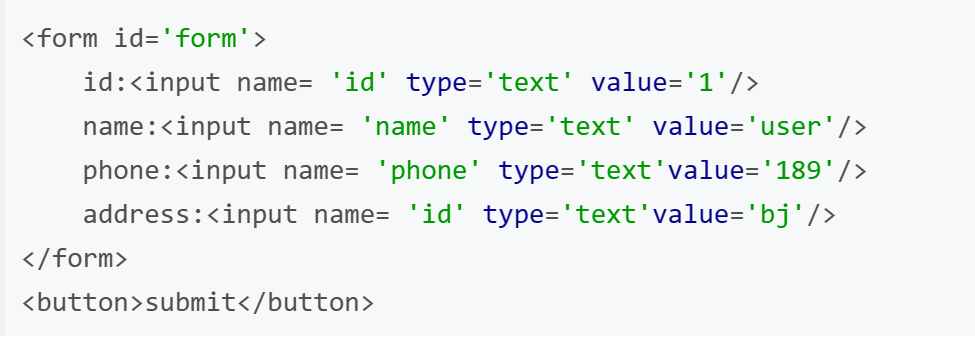 <form id='form'>
    id:<input name= 'id' type='text' value='1'/>
    name:<input name= 'name' type='text' value='user'/>
    phone:<input name= 'phone' type='text'value='189'/>
    address:<input name= 'id' type='text'value='bj'/>
</form>
<button>submit</button>